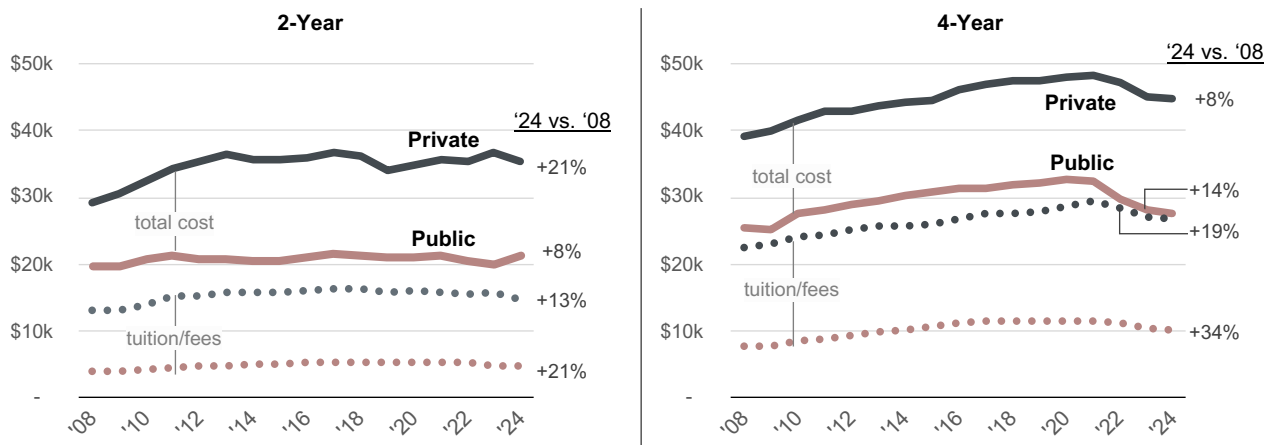 2-Year
'24 vs. '08
$50k
$40k
$30k
$20k
$10k
-
Private
+21%
total cost
Public
+8%
+13%
tuition/fees
+21%
'08
'10
'12
'14
'16
'18
'20
'22
'24
4-Year
‘24 vs. ‘08
$50k
$40k
$30k
$20k
$10k
-
Private
+8%
total cost
Public
+14%
+19%
tuition/fees
+34%
'08
'10
'12
'14
'16
'18
'20
'22
'24